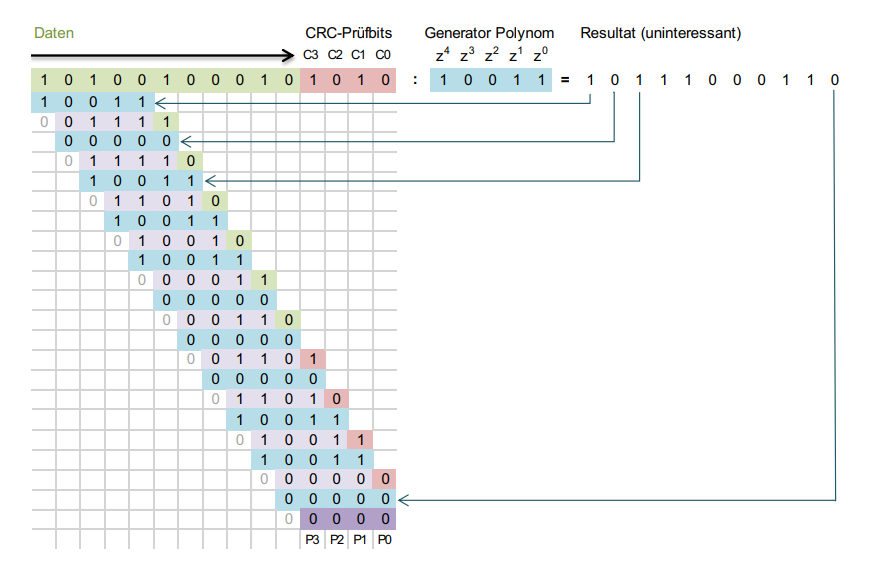 Daten CRC-Prüfbits Generator Polynom Resultat (uninteressant)
C3 C2 C1 C0 z⁴ z³ z² z¹ z⁰
1 0 1 0 0 1 0 0 0 1 0 1 0 1 0 : 1 0 0 1 1 = 1 0 1 1 1 0 0 0 1 1 0
1 0 0 1 1
0 0 1 1 1 1
0 0 0 0 0
0 1 1 1 1 0
1 0 0 1 1
0 1 1 0 1 0
1 0 0 1 1
0 1 0 0 1 0
1 0 0 1 1
0 0 0 0 1 1
0 0 0 0 0
0 0 0 1 1 0
0 0 0 0 0
0 0 1 1 0 1
0 0 0 0 0
0 1 1 0 1 0
1 0 0 1 1
0 1 0 0 1 1
1 0 0 1 1
0 0 0 0 0 0
0 0 0 0 0
0 0 0 0 0
P3 P2 P1 P0